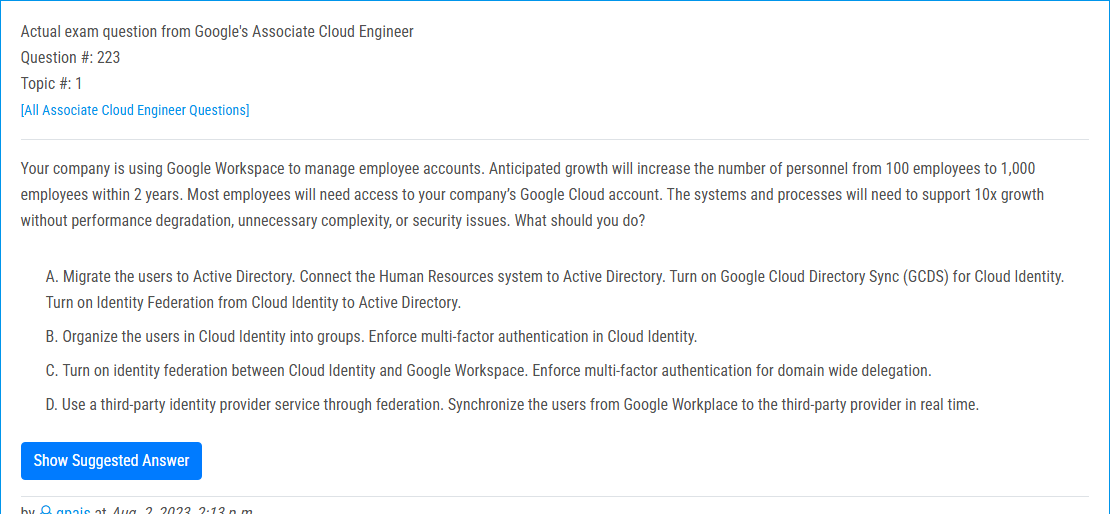 Actual exam question from Google's Associate Cloud Engineer
Question #: 223
Topic #: 1
[All Associate Cloud Engineer Questions]
Your company is using Google Workspace to manage employee accounts. Anticipated growth will increase the number of personnel from 100 employees to 1,000
employees within 2 years. Most employees will need access to your company's Google Cloud account. The systems and processes will need to support 10x growth
without performance degradation, unnecessary complexity, or security issues. What should you do?
A. Migrate the users to Active Directory. Connect the Human Resources system to Active Directory. Turn on Google Cloud Directory Sync (GCDS) for Cloud Identity.
Turn on Identity Federation from Cloud Identity to Active Directory.
B. Organize the users in Cloud Identity into groups. Enforce multi-factor authentication in Cloud Identity.
C. Turn on identity federation between Cloud Identity and Google Workspace. Enforce multi-factor authentication for domain wide delegation.
D. Use a third-party identity provider service through federation. Synchronize the users from Google Workplace to the third-party provider in real time.
Show Suggested Answer
by gpais at Aug. 2, 2023, 2:13 p.m.